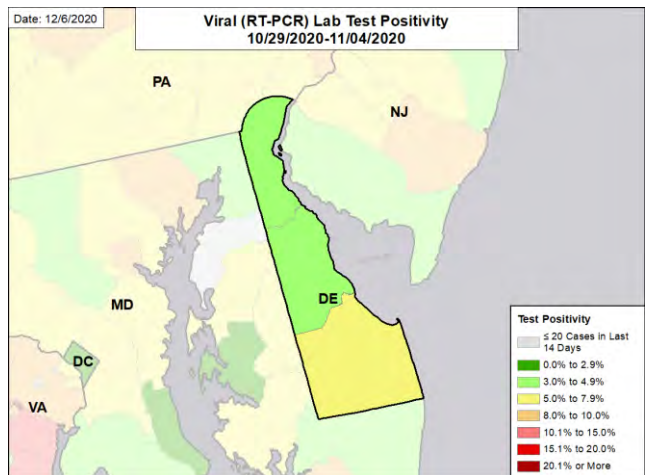 Date: 12/6/2020
Viral (RT-PCR) Lab Test Positivity
10/29/2020-11/04/2020
PA
NJ
MD
DE
DC
VA
Test Positivity
≤ 20 Cases in Last
14 Days
0.0% to 2.9%
3.0% to 4.9%
5.0% to 7.9%
8.0% to 10.0%
10.1% to 15.0%
15.1% to 20.0%
20.1% or More